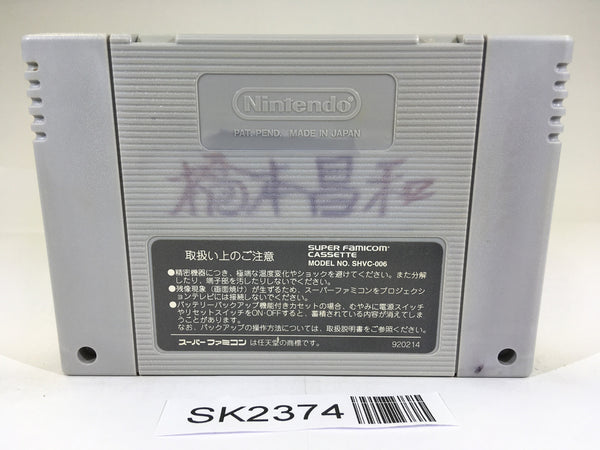 Nintendo®
PAT. PEND. MADE IN JAPAN
橋本昌和
取扱い上のご注意
SUPER FAMICOM™
CASSETTE
MODEL NO. SHVC-006
●精密機器につき、極端な温度変化やショックを避けてください。また分解
したり、端子部を汚したりしないでください。
●残像現象（画面焼け）が生ずるため、スーパーファミコンをプロジェクシ
ョンテレビには接続しないでください。
●バッテリーバックアップ機能付きカセットの場合、むやみに電源スイッチ
やリセットスイッチをON・OFFすると、蓄積されている内容が消えてしま
うことがあります。
なお、バックアップの操作方法については、取扱説明書をご参照ください。
スーパーファミコン は任天堂の商標です。
920214
SK2374